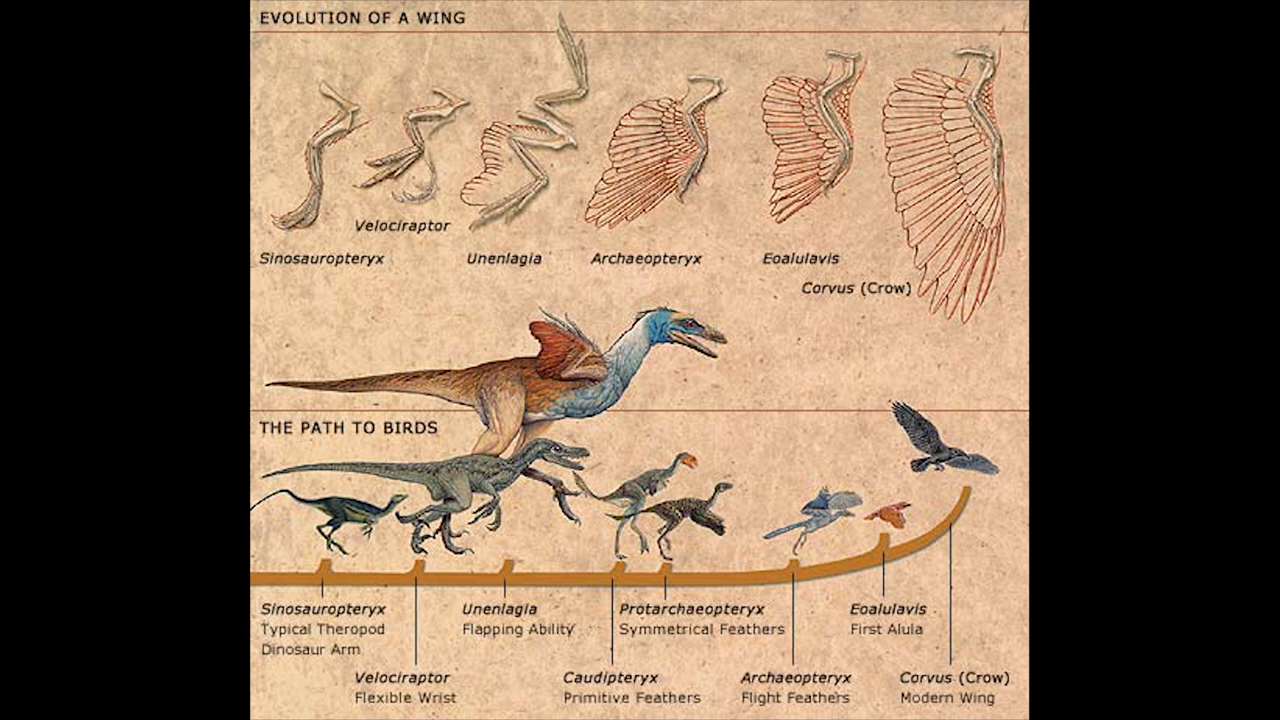 EVOLUTION OF A WING
Velociraptor
Sinosauropteryx
Unenlagia
Archaeopteryx
Eoalulavis
Corvus (Crow)
THE PATH TO BIRDS
Sinosauropteryx
Typical Theropod
Dinosaur Arm
Velociraptor
Flexible Wrist
Unenlagia
Flapping Ability
Caudipteryx
Primitive Feathers
Protarchaeopteryx
Symmetrical Feathers
Archaeopteryx
Flight Feathers
Eoalulavis
First Alula
Corvus (Crow)
Modern Wing